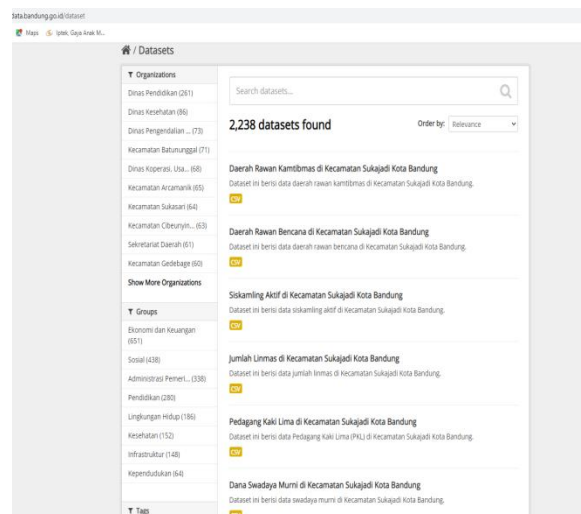 data.bandung.go.id/dataset
Maps
Iptek, Gaya Anak M...
/ Datasets
Organizations
Dinas Pendidikan (261)
Dinas Kesehatan (86)
Dinas Pengendalian ... (73)
Kecamatan Batununggal (71)
Dinas Koperasi, Usa... (68)
Kecamatan Arcamanik (65)
Kecamatan Sukasari (64)
Kecamatan Cibeunyin... (63)
Sekretariat Daerah (61)
Kecamatan Gedebage (60)
Show More Organizations
Groups
Ekonomi dan Keuangan
(651)
Sosial (438)
Administrasi Pemeri... (338)
Pendidikan (280)
Lingkungan Hidup (186)
Kesehatan (152)
Infrastruktur (148)
Kependudukan (64)
Tags
Search datasets...
2,238 datasets found
Order by: Relevance
Daerah Rawan Kamtibmas di Kecamatan Sukajadi Kota Bandung
Dataset ini berisi data daerah rawan kamtibmas di Kecamatan Sukajadi Kota Bandung.
CSV
Daerah Rawan Bencana di Kecamatan Sukajadi Kota Bandung
Dataset ini berisi data daerah rawan bencana di Kecamatan Sukajadi Kota Bandung.
CSV
Siskamling Aktif di Kecamatan Sukajadi Kota Bandung
Dataset ini berisi data siskamling aktif di Kecamatan Sukajadi Kota Bandung.
CSV
Jumlah Linmas di Kecamatan Sukajadi Kota Bandung
Dataset ini berisi data jumlah linmas di Kecamatan Sukajadi Kota Bandung.
CSV
Pedagang Kaki Lima di Kecamatan Sukajadi Kota Bandung
Dataset ini berisi data Pedagang Kaki Lima (PKL) di Kecamatan Sukajadi Kota Bandung.
CSV
Dana Swadaya Murni di Kecamatan Sukajadi Kota Bandung
Dataset ini berisi data swadaya murni di Kecamatan Sukajadi Kota Bandung.